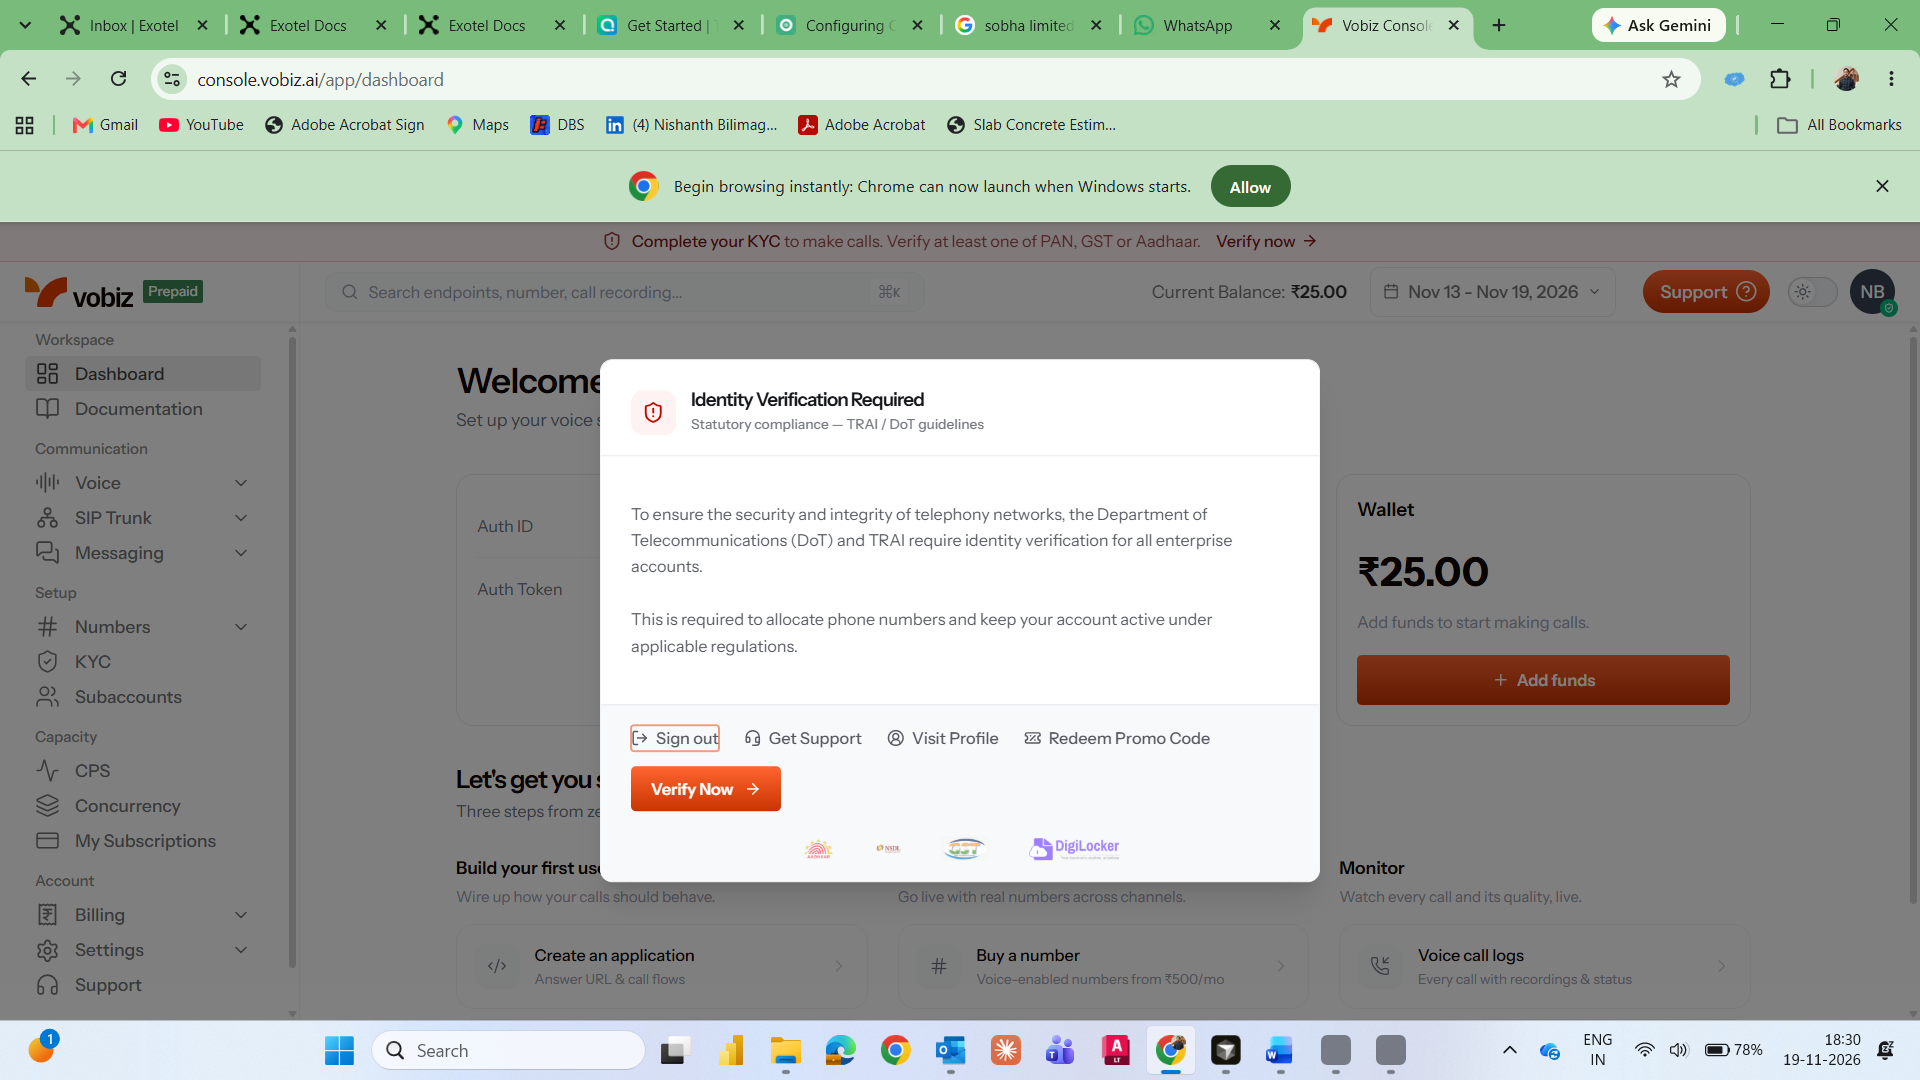 Inbox | Exotel
Exotel Docs
Exotel Docs
Get Started | T
Configuring C
sobha limited
WhatsApp
Vobiz Console
Ask Gemini
console.vobiz.ai/app/dashboard
Gmail
YouTube
Adobe Acrobat Sign
Maps
DBS
(4) Nishanth Bilimag...
Adobe Acrobat
Slab Concrete Estim...
All Bookmarks
Begin browsing instantly: Chrome can now launch when Windows starts.
Allow
Complete your KYC to make calls. Verify at least one of PAN, GST or Aadhaar. Verify now →
vobiz Prepaid
Search endpoints, number, call recording...
⌘K
Current Balance: ₹25.00
Nov 13 - Nov 19, 2026
Support
NB
Workspace
Dashboard
Documentation
Communication
Voice
SIP Trunk
Messaging
Setup
Numbers
KYC
Subaccounts
Capacity
CPS
Concurrency
My Subscriptions
Account
Billing
Settings
Support
Welcome
Set up your voice s
Auth ID
Auth Token
Identity Verification Required
Statutory compliance — TRAI / DoT guidelines
To ensure the security and integrity of telephony networks, the Department of
Telecommunications (DoT) and TRAI require identity verification for all enterprise
accounts.
This is required to allocate phone numbers and keep your account active under
applicable regulations.
Sign out
Get Support
Visit Profile
Redeem Promo Code
Verify Now →
AADHAAR
NSDL
GST
DigiLocker
Wallet
₹25.00
Add funds to start making calls.
+ Add funds
Let's get you s
Three steps from ze
Build your first use
Wire up how your calls should behave.
Create an application
Answer URL & call flows
Go live with real numbers across channels.
Buy a number
Voice-enabled numbers from ₹500/mo
Monitor
Watch every call and its quality, live.
Voice call logs
Every call with recordings & status
1
Search
ENG
IN
78%
18:30
19-11-2026